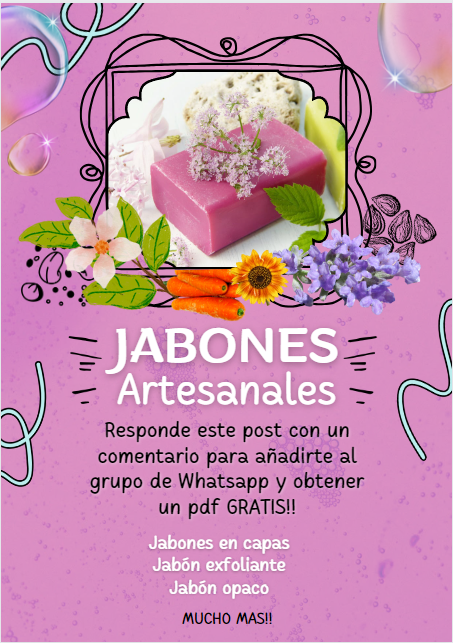 JABONES
Artesanales
Responde este post con un
comentario para añadirte al
grupo de Whatsapp y obtener
un pdf GRATIS!!
Jabones en capas
Jabón exfoliante
Jabón opaco
MUCHO MAS!!